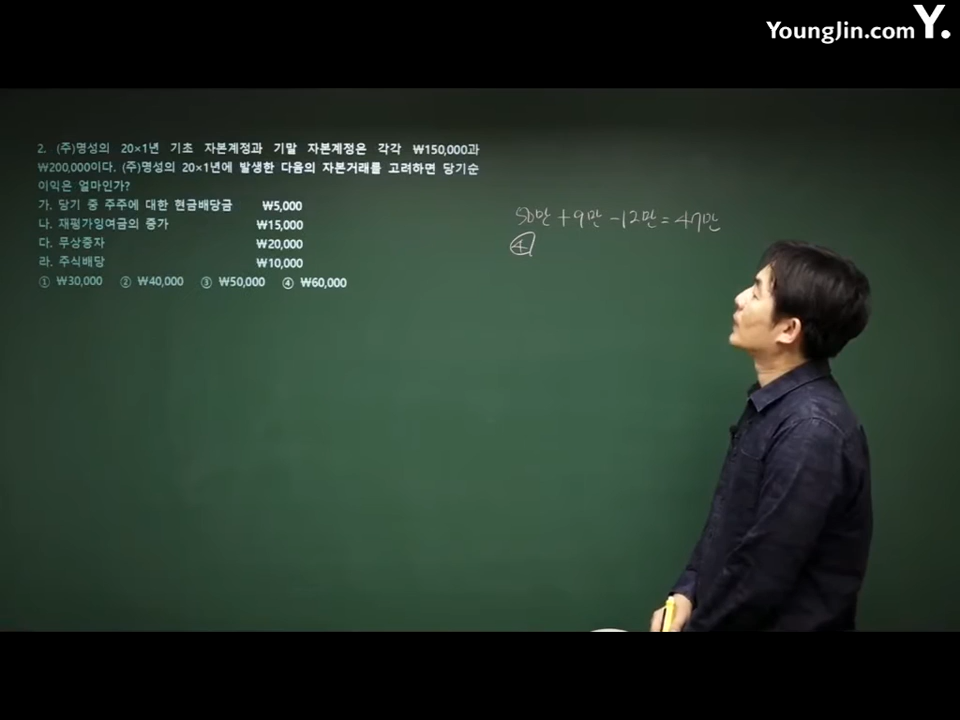 YoungJin.com Y.
2. (주)명성의 20×1년 기초 자본계정과 기말 자본계정은 각각 ₩150,000과
₩200,000이다. (주)명성의 20×1년에 발생한 다음의 자본거래를 고려하면 당기순
이익은 얼마인가?
가. 당기 중 주주에 대한 현금배당금 ₩5,000
나. 재평가잉여금의 증가 ₩15,000
다. 무상증자 ₩20,000
라. 주식배당 ₩10,000
① ₩30,000 ② ₩40,000 ③ ₩50,000 ④ ₩60,000
50만 + 9만 - 12만 = 47만
④